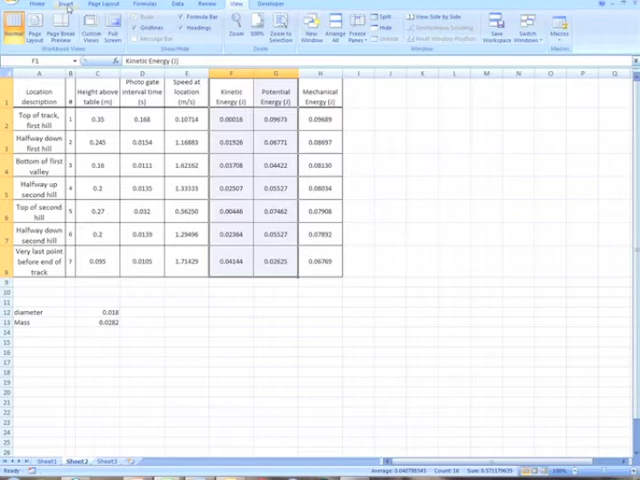 Home Insert Page Layout Formulas Data Review View Developer
Normal Page Layout Page Break Preview Custom Views Full Screen
Ruler Formula Bar
Gridlines Headings
Message Bar
Zoom 100% Zoom to Selection
New Window Arrange All Freeze Panes
Split
Hide
Unhide
View Side by Side
Synchronous Scrolling
Reset Window Position
Save Workspace Switch Windows
Macros
Workbook Views Show/Hide Zoom Window Macros
F1 fx Kinetic Energy (J)
A B C D E F G H I J K L M N O P Q
1 Location description # Height above table (m) Photo gate interval time (s) Speed at location (m/s) Kinetic Energy (J) Potential Energy (J) Mechanical Energy (J)
2 Top of track, first hill 1 0.35 0.168 0.10714 0.00016 0.09673 0.09689
3 Halfway down first hill 2 0.245 0.0154 1.16883 0.01926 0.06771 0.08697
4 Bottom of first valley 3 0.16 0.0111 1.62162 0.03708 0.04422 0.08130
5 Halfway up second hill 4 0.2 0.0135 1.33333 0.02507 0.05527 0.08034
6 Top of second hill 5 0.27 0.032 0.56250 0.00446 0.07462 0.07908
7 Halfway down second hill 6 0.2 0.0139 1.29496 0.02364 0.05527 0.07892
8 Very last point before end of track 7 0.095 0.0105 1.71429 0.04144 0.02625 0.06769
9
10
11
12 diameter 0.018
13 Mass 0.0282
14
15
16
17
18
19
20
21
22
23
24
25
26
Sheet1 Sheet2 Sheet3
Ready Average: 0.040798545 Count: 16 Sum: 0.571179635 100%